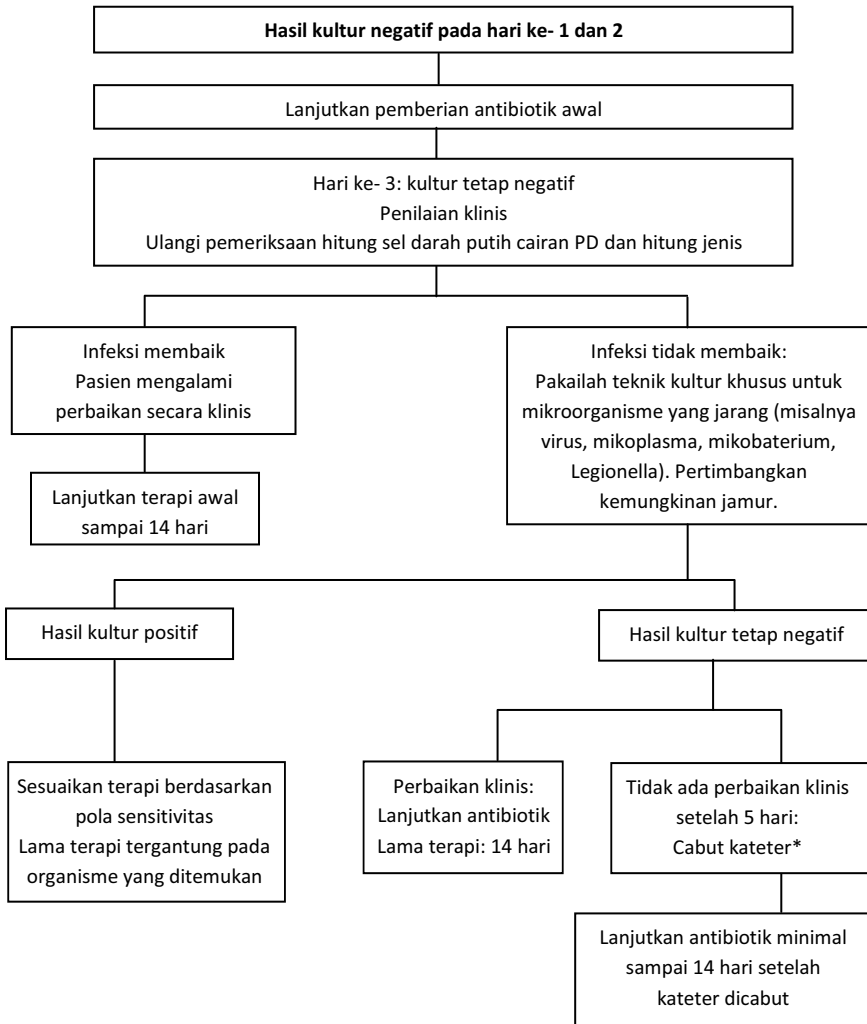 Hasil kultur negatif pada hari ke- 1 dan 2
Lanjutkan pemberian antibiotik awal
Hari ke- 3: kultur tetap negatif
Penilaian klinis
Ulangi pemeriksaan hitung sel darah putih cairan PD dan hitung jenis
Infeksi membaik
Pasien mengalami
perbaikan secara klinis
Lanjutkan terapi awal
sampai 14 hari
Infeksi tidak membaik:
Pakailah teknik kultur khusus untuk
mikroorganisme yang jarang (misalnya
virus, mikoplasma, mikobaterium,
Legionella). Pertimbangkan
kemungkinan jamur.
Hasil kultur positif
Hasil kultur tetap negatif
Sesuaikan terapi berdasarkan
pola sensitivitas
Lama terapi tergantung pada
organisme yang ditemukan
Perbaikan klinis:
Lanjutkan antibiotik
Lama terapi: 14 hari
Tidak ada perbaikan klinis
setelah 5 hari:
Cabut kateter*
Lanjutkan antibiotik minimal
sampai 14 hari setelah
kateter dicabut